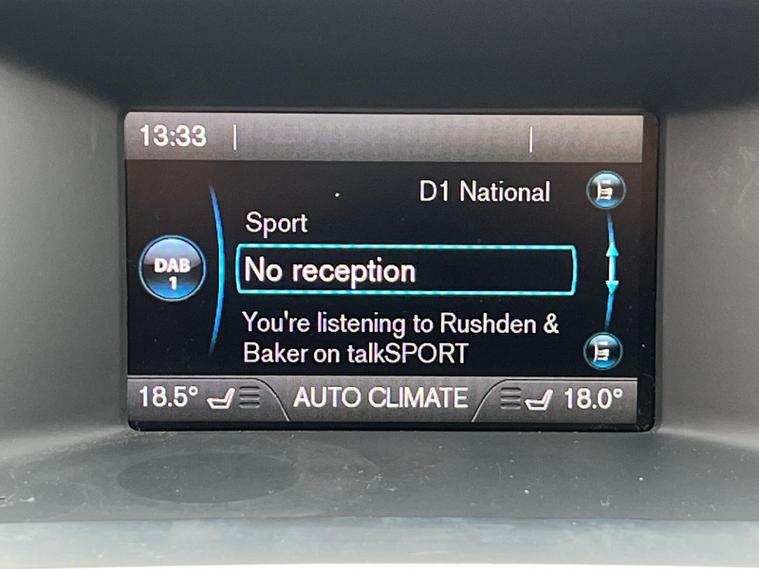 13:33
D1 National
Sport
DAB
1
No reception
You're listening to Rushden &
Baker on talkSPORT
18.5° AUTO CLIMATE 18.0°